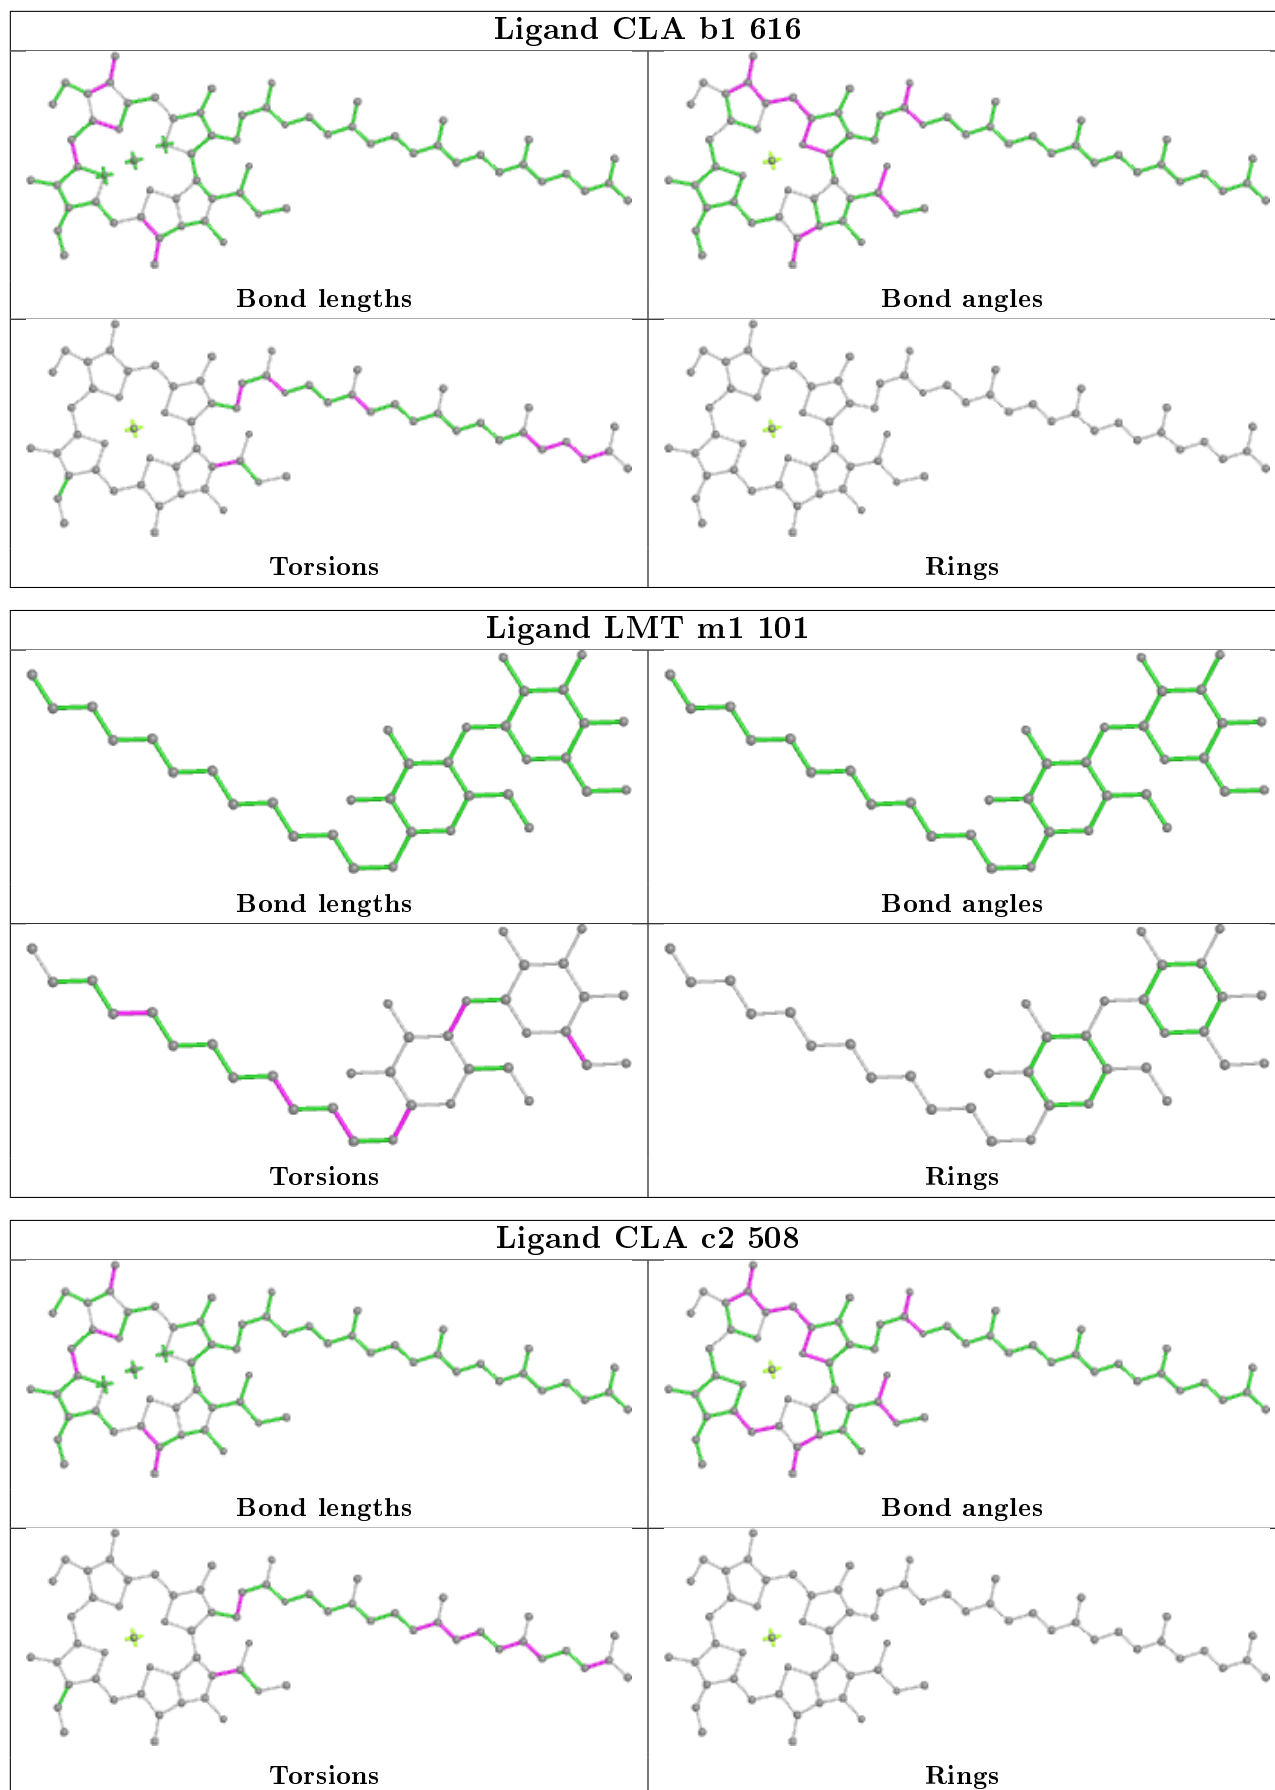 Ligand CLA b1 616
Bond lengths
Bond angles
Torsions
Rings
Ligand LMT m1 101
Bond lengths
Bond angles
Torsions
Rings
Ligand CLA c2 508
Bond lengths
Bond angles
Torsions
Rings